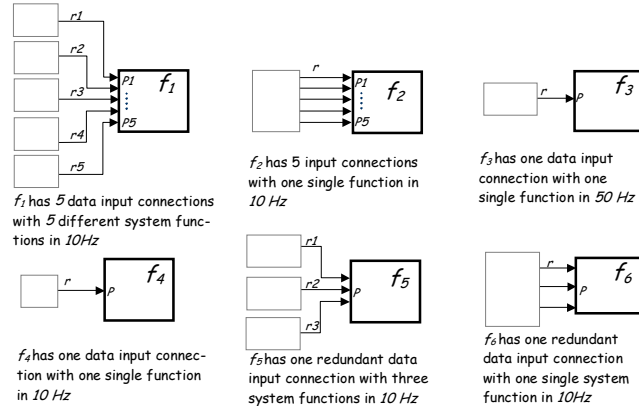 r1
r2
r3
r4
r5
P1
P2
P3
P4
P5
f1
f1 has 5 data input connections
with 5 different system func-
tions in 10Hz
r
P1
P5
f2
f2 has 5 input connections
with one single function in
10 Hz
r
P
f3
f3 has one data input
connection with one
single function in 50 Hz
r
P
f4
f4 has one data input connec-
tion with one single function
in 10 Hz
r1
r2
r3
P
f5
f5 has one redundant data
input connection with three
system functions in 10 Hz
r
P
f6
f6 has one redundant
data input connection
with one single system
function in 10Hz